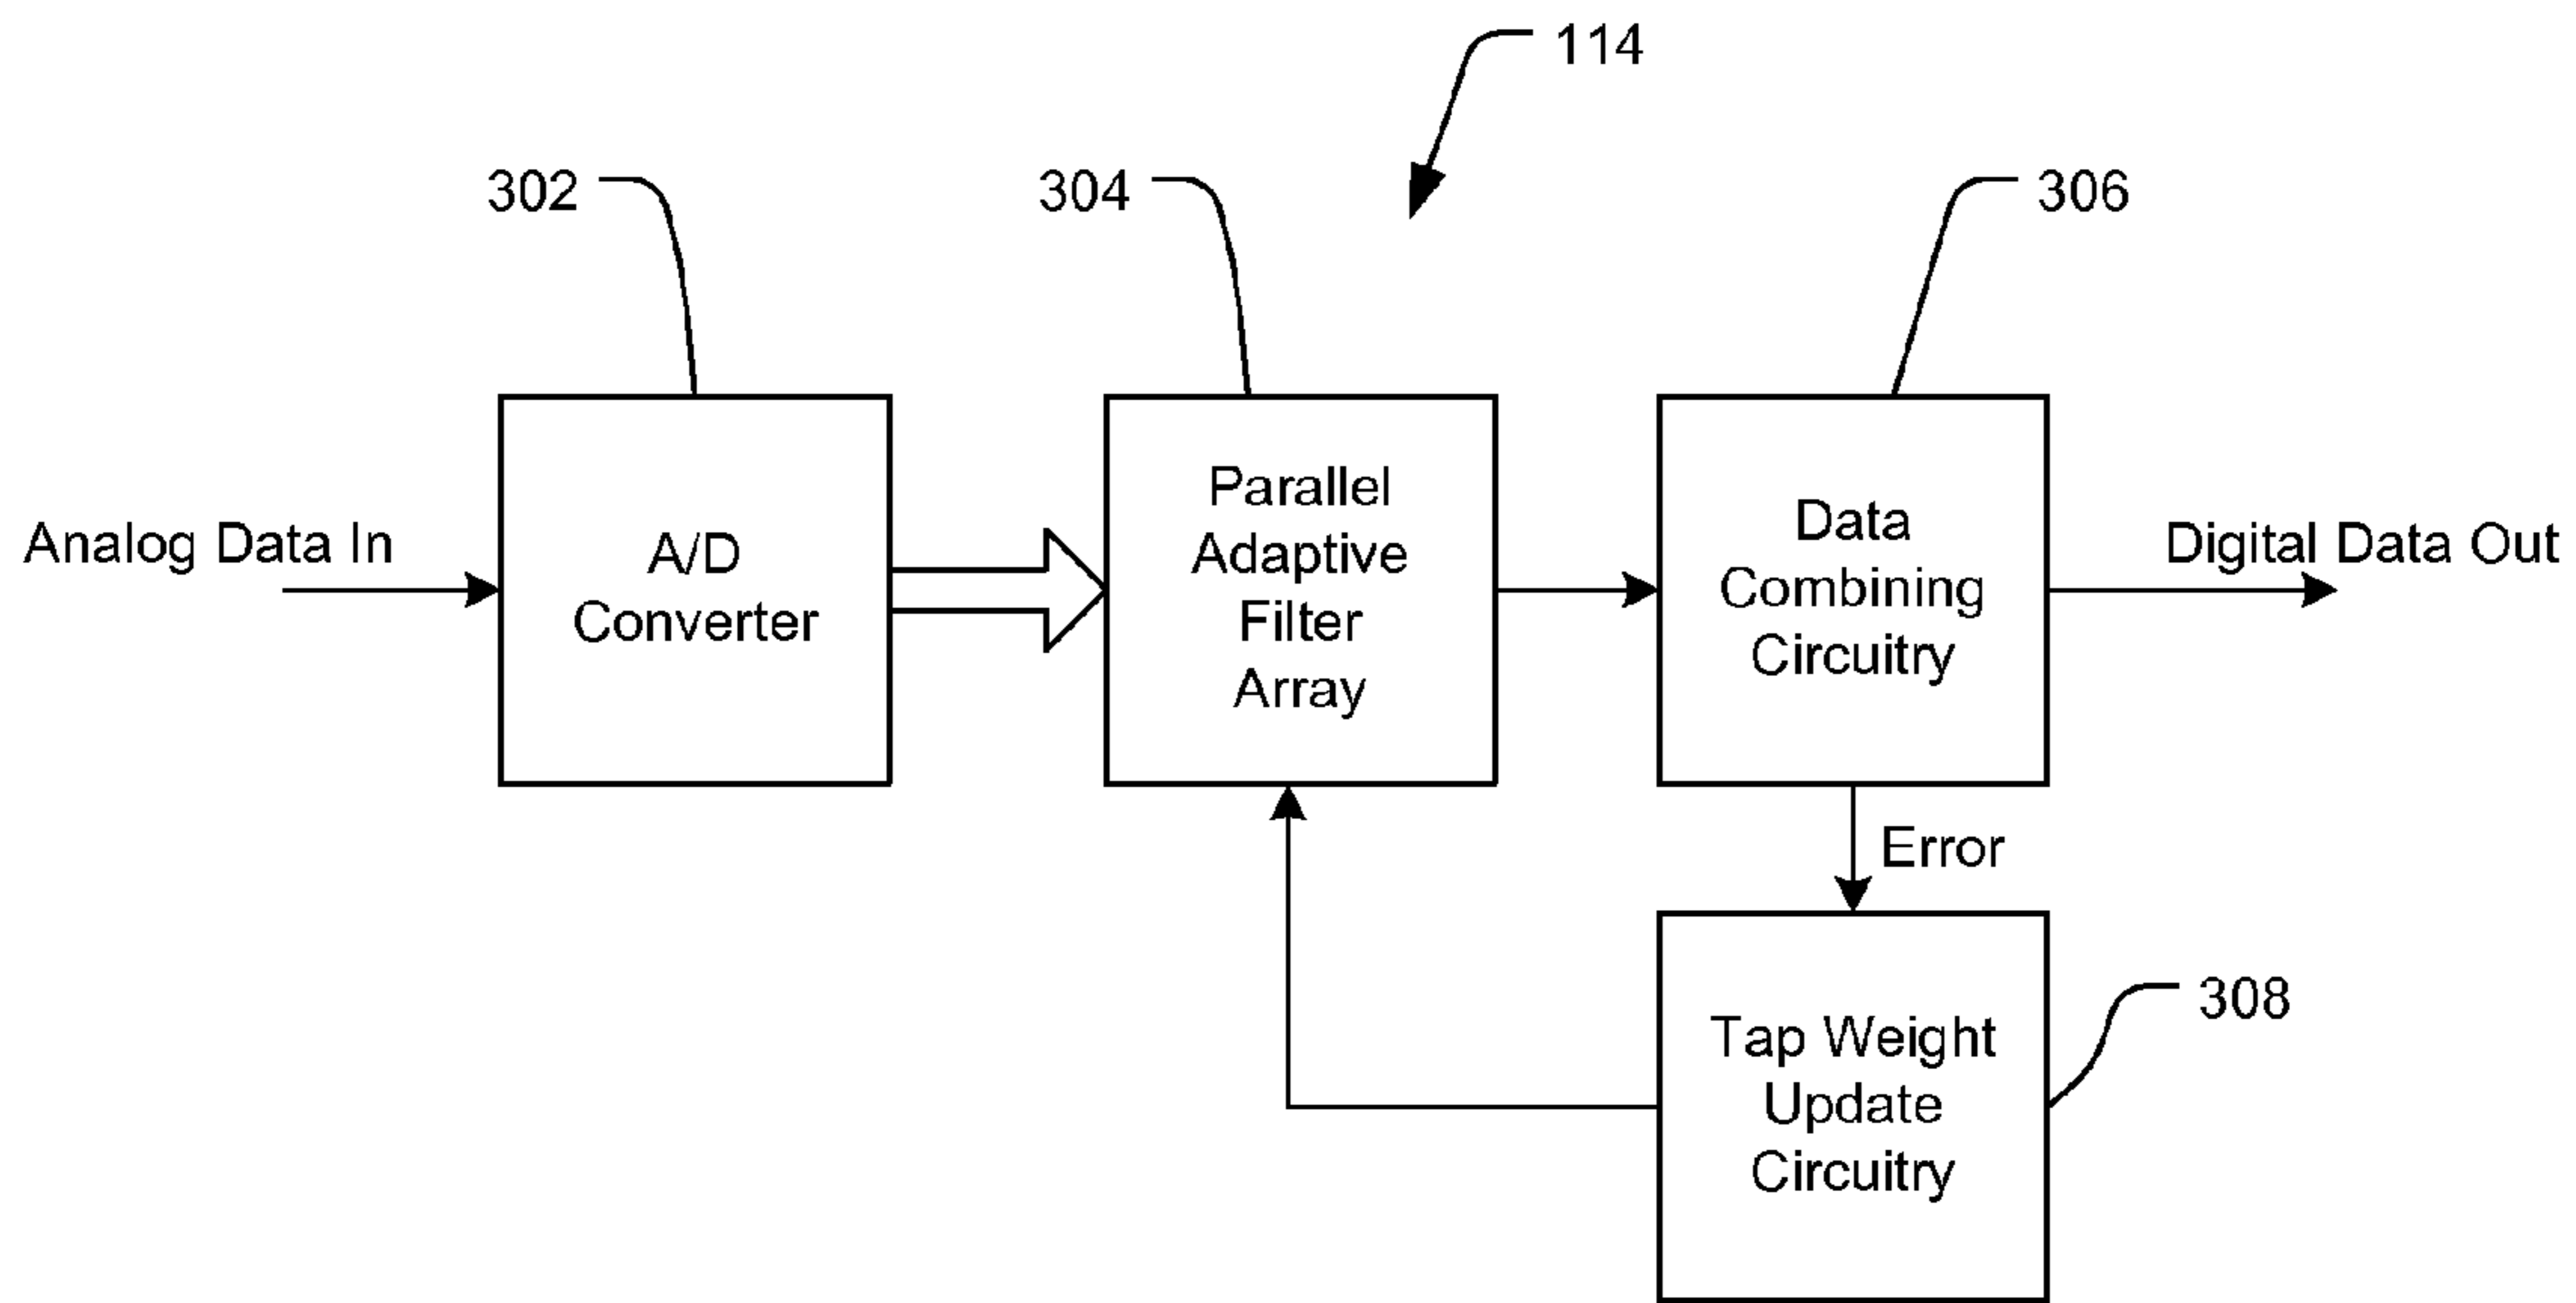 114
302
304
306
Analog Data In
A/D
Converter
Parallel
Adaptive
Filter
Array
Data
Combining
Circuitry
Digital Data Out
Error
308
Tap Weight
Update
Circuitry